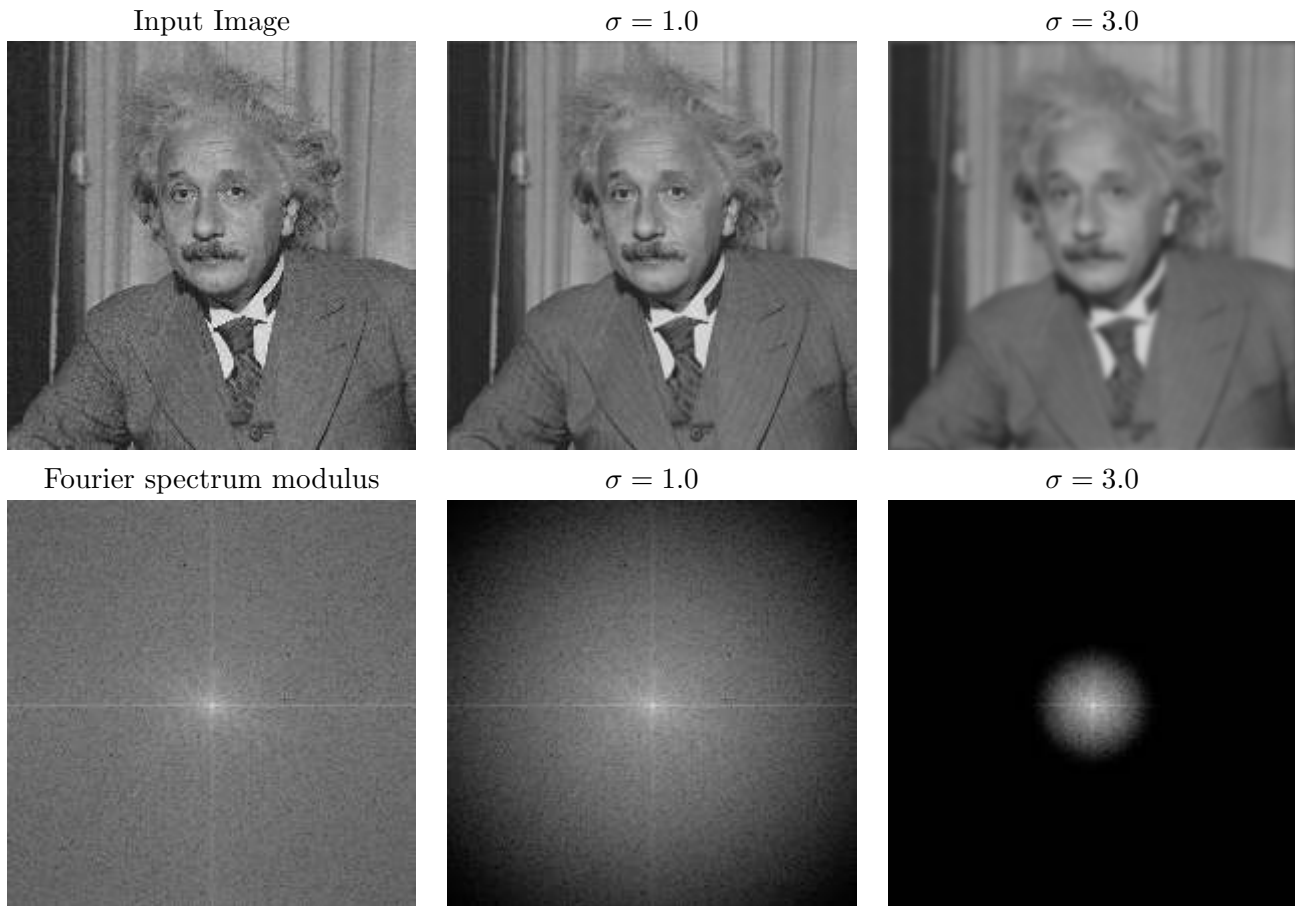 Input Image
σ = 1.0
σ = 3.0
Fourier spectrum modulus
σ = 1.0
σ = 3.0